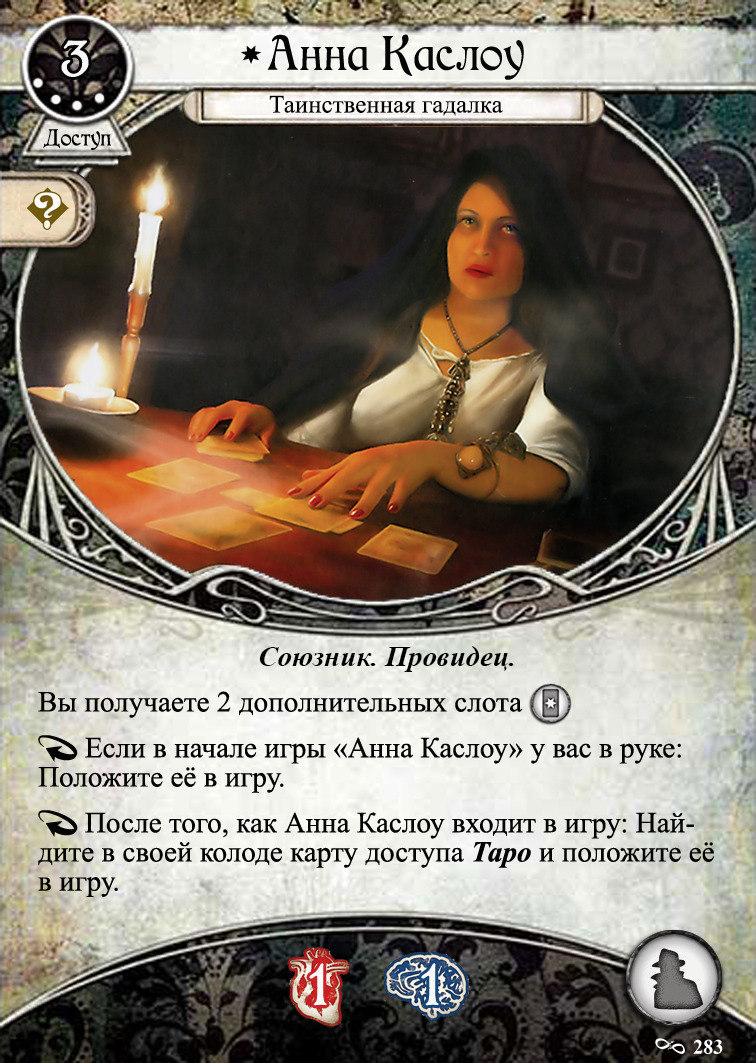 3
Анна Каслоу
Доступ
Таинственная гадалка
?
Союзник. Провидец.
Вы получаете 2 дополнительных слота
Если в начале игры «Анна Каслоу» у вас в руке:
Положите её в игру.
После того, как Анна Каслоу входит в игру: Най-
дите в своей колоде карту доступа Таро и положите её
в игру.
1 1
283